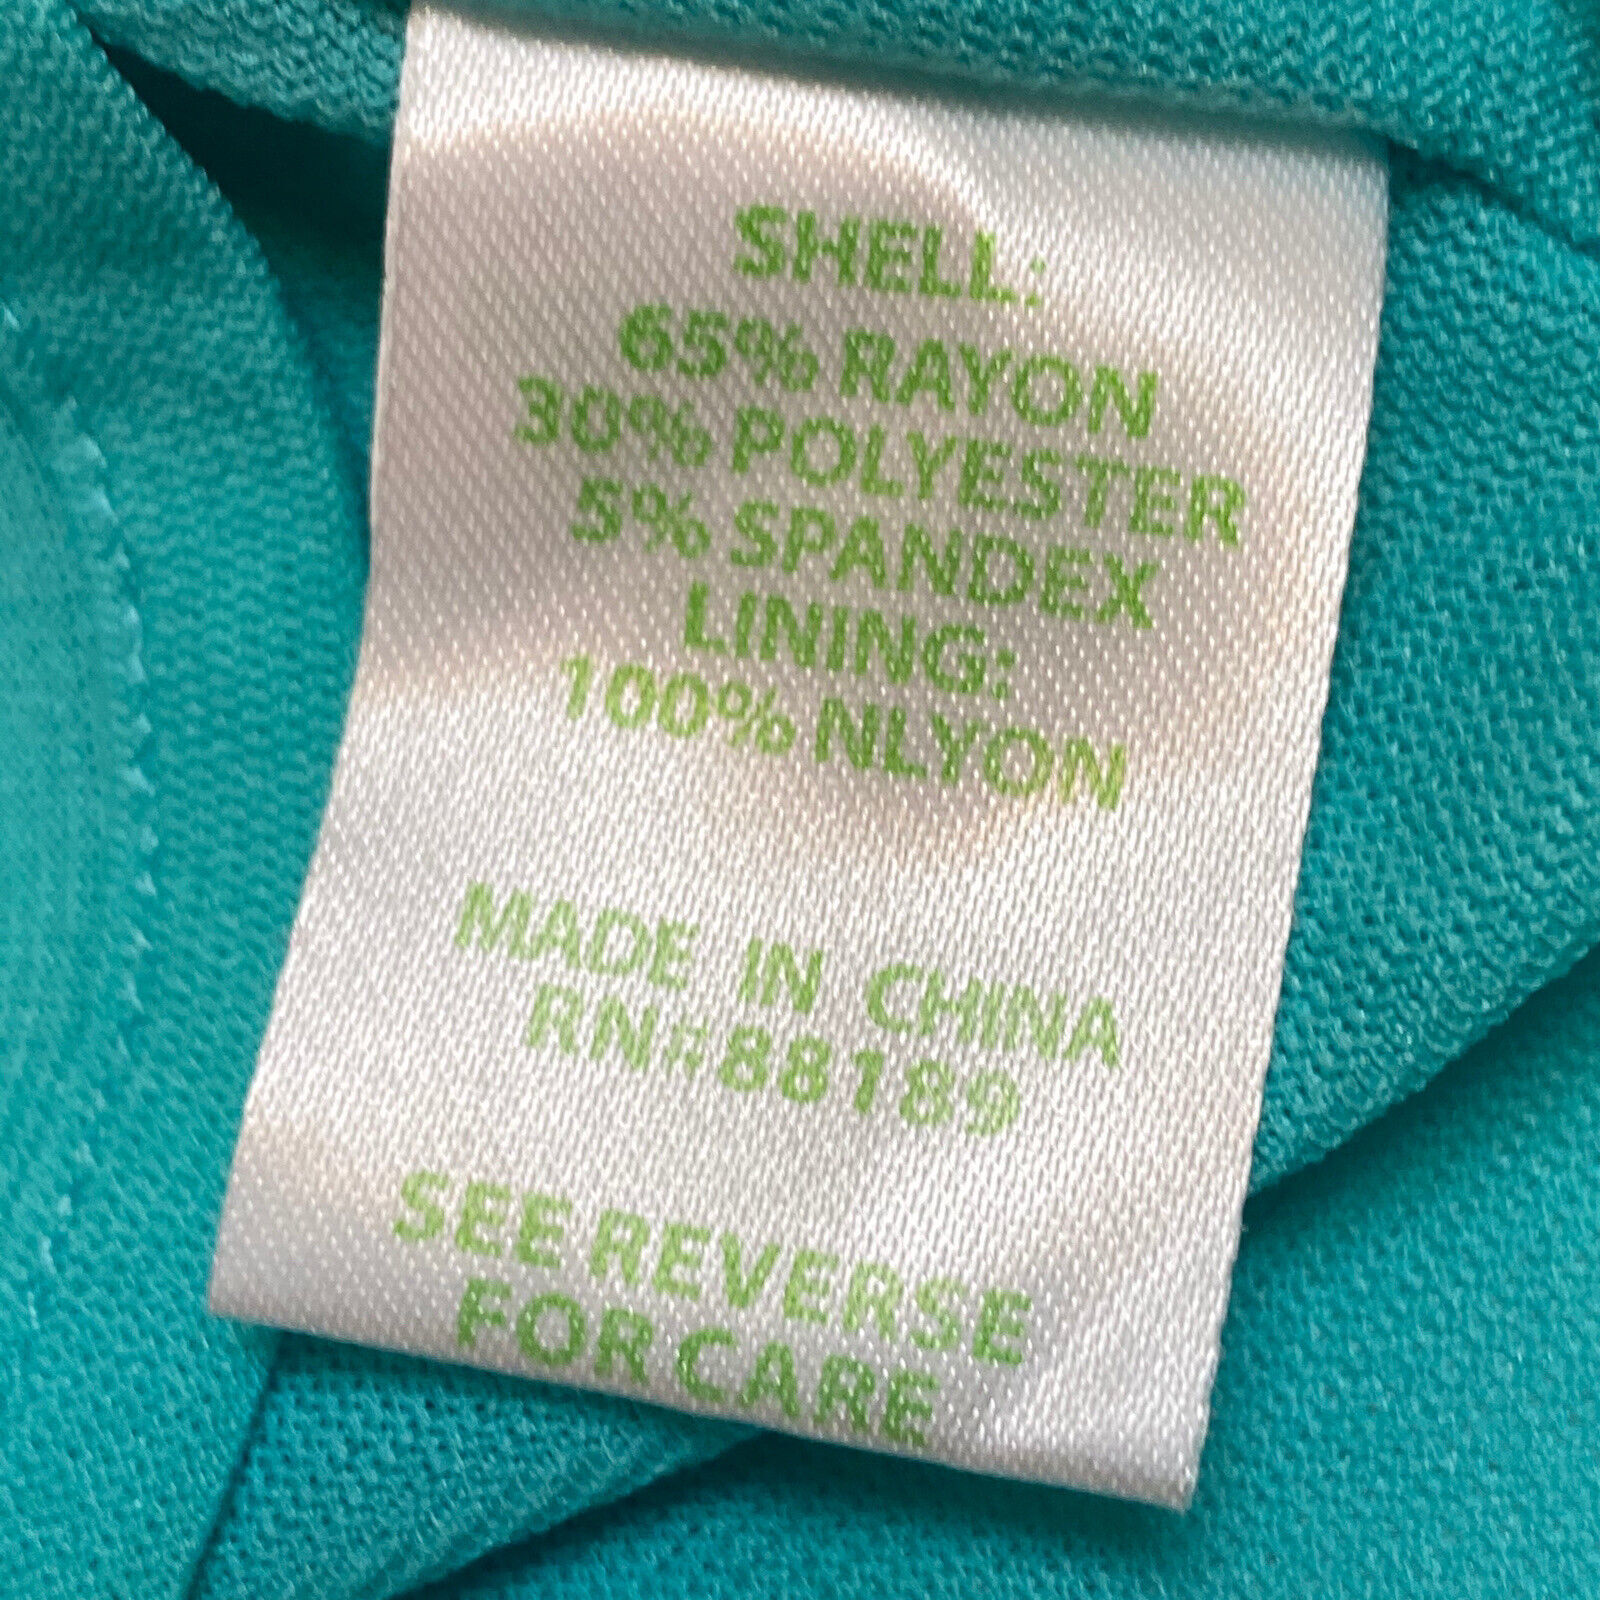 SHELL:
65% RAYON
30% POLYESTER
5% SPANDEX
LINING:
100% NLYON
MADE IN CHINA
RN#88189
SEE REVERSE
FOR CARE